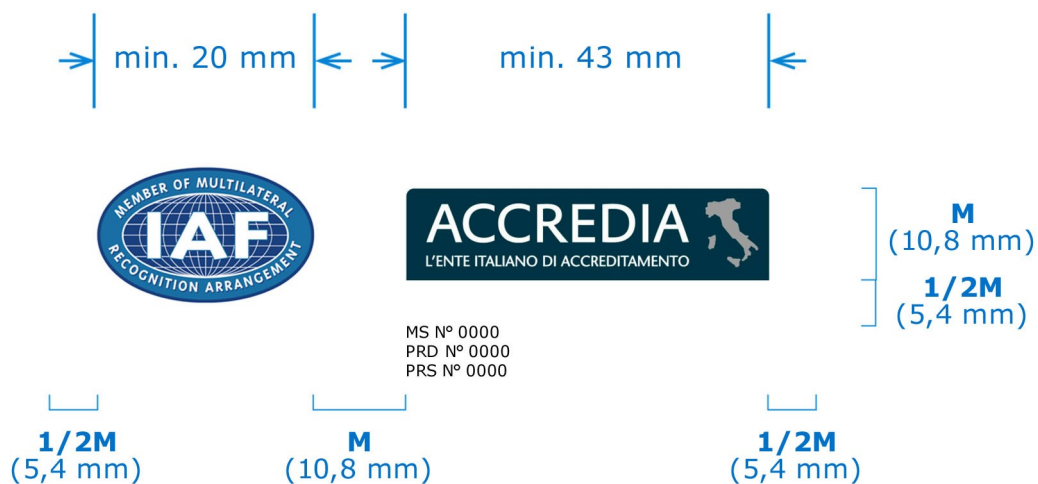 min. 20 mm
min. 43 mm
MEMBER OF MULTILATERAL
IAF
RECOGNITION ARRANGEMENT
ACCREDIA
L'ENTE ITALIANO DI ACCREDITAMENTO
M
(10,8 mm)
1/2M
(5,4 mm)
MS N° 0000
PRD N° 0000
PRS N° 0000
1/2M
(5,4 mm)
M
(10,8 mm)
1/2M
(5,4 mm)